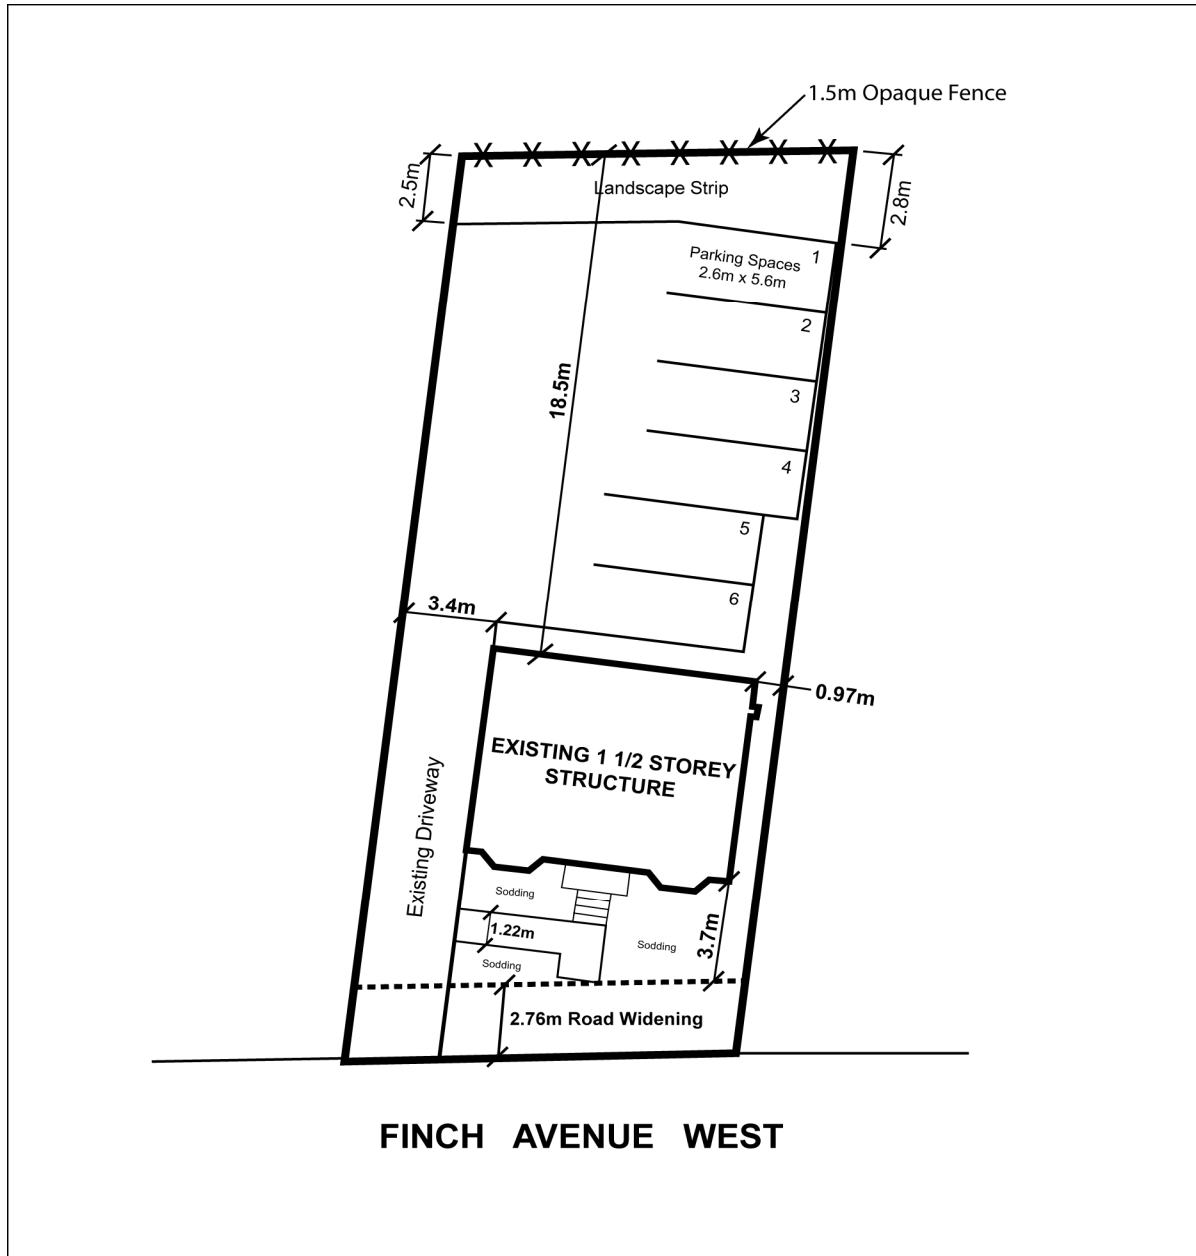 1.5m Opaque Fence
2.5m
Landscape Strip
2.8m
1
Parking Spaces
2.6m x 5.6m
2
3
18.5m
4
5
6
3.4m
0.97m
EXISTING 1 1/2 STOREY
STRUCTURE
Existing Driveway
Sodding
1.22m
Sodding
3.7m
Sodding
2.76m Road Widening
FINCH AVENUE WEST